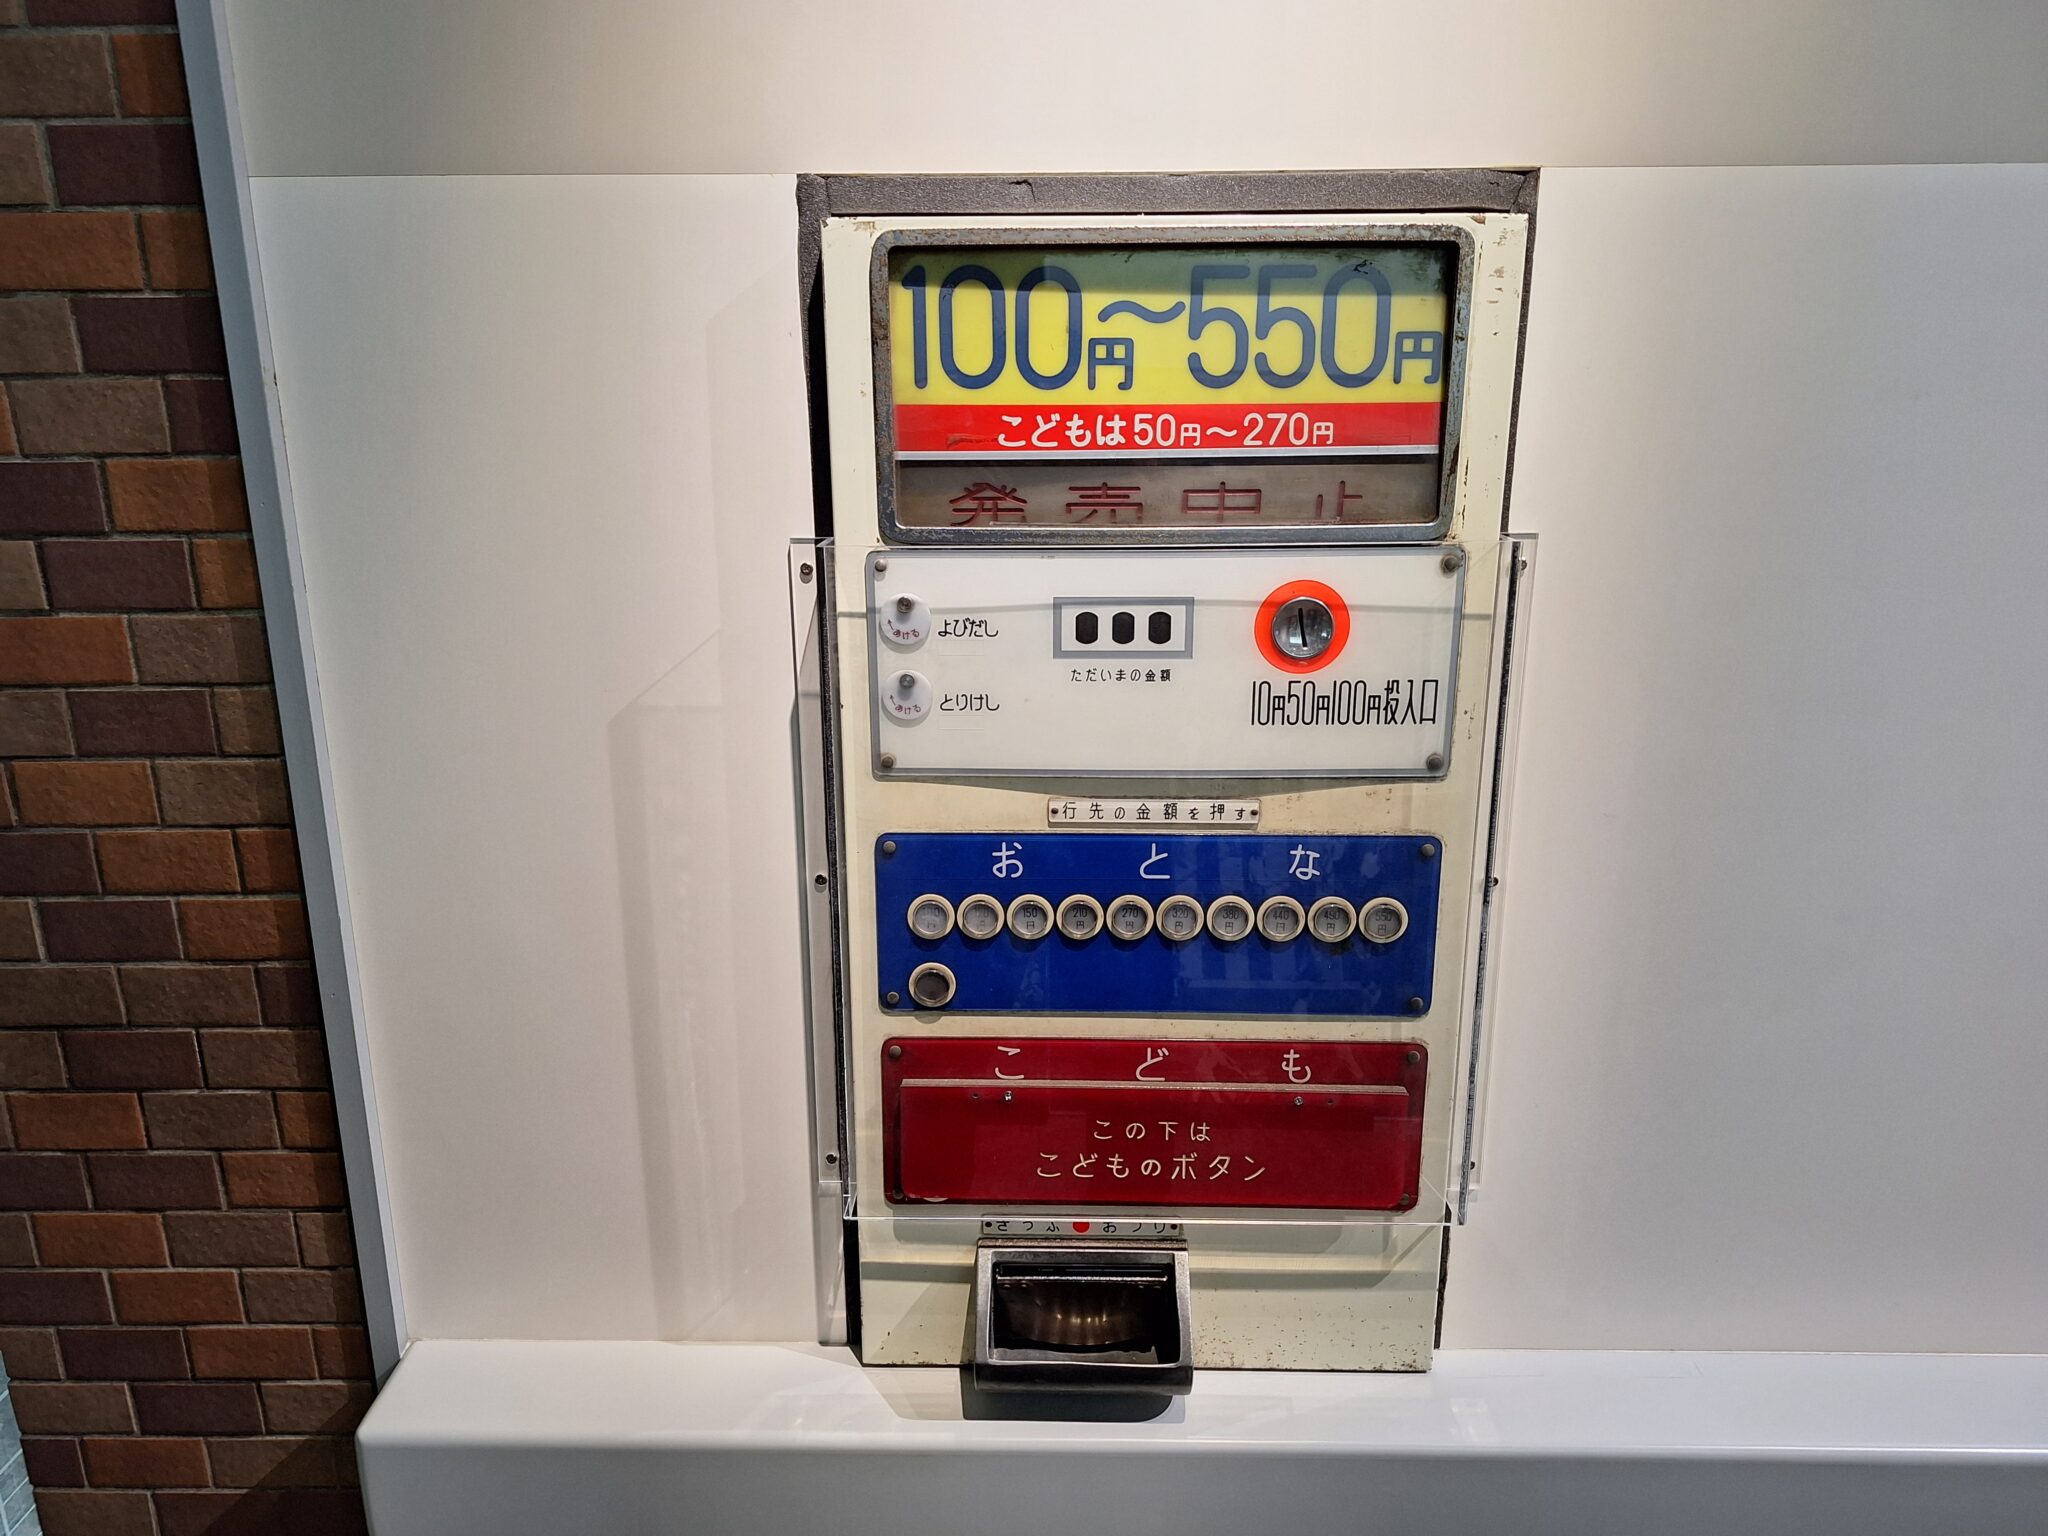 100円〜550円
こどもは50円〜270円
発売中止
←あける
よびだし
ただいまの金額
←あける
とりけし
10円50円100円投入口
行先の金額を押す
おとな
150円 210円 270円 320円 380円 440円 490円 550円
こども
この下は
こどものボタン
きっぷ●おつり